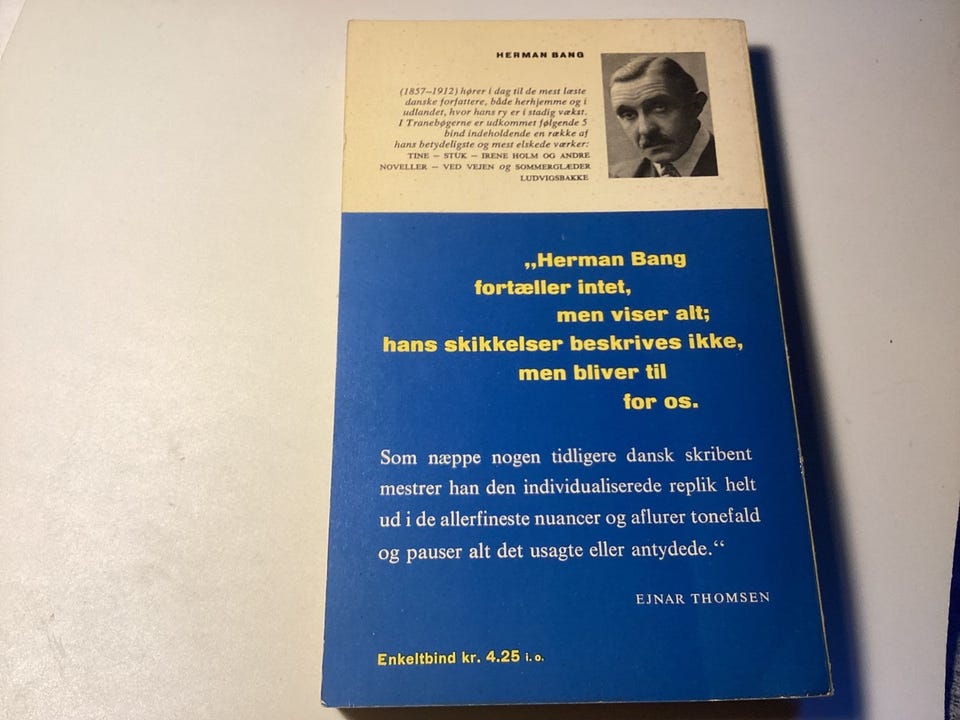 HERMAN BANG
(1857–1912) hører i dag til de mest læste
danske forfattere, både herhjemme og i
udlandet, hvor hans ry er i stadig vækst.
I Tranebøgerne er udkommet følgende 5
bind indeholdende en række af
hans betydeligste og mest elskede værker:
TINE – STUK – IRENE HOLM OG ANDRE
NOVELLER – VED VEJEN og SOMMERGLÆDER
LUDVIGSBAKKE
„Herman Bang
fortæller intet,
men viser alt;
hans skikkelser beskrives ikke,
men bliver til
for os.
Som næppe nogen tidligere dansk skribent
mestrer han den individualiserede replik helt
ud i de allerfineste nuancer og aflurer tonefald
og pauser alt det usagte eller antydede.“
EJNAR THOMSEN
Enkeltbind kr. 4.25 i. o.